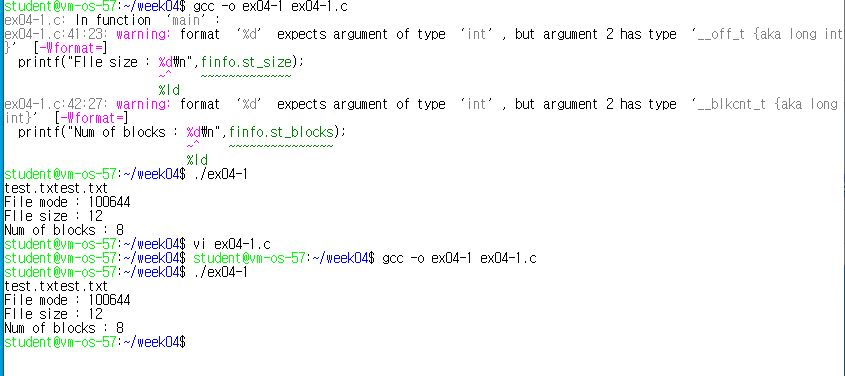 student@vm-os-57:~/week04$ gcc -o ex04-1 ex04-1.c
ex04-1.c: In function ‘main’ :
ex04-1.c:41:23: warning: format ‘%d’ expects argument of type ‘int’ , but argument 2 has type ‘__off_t {aka long int
}’ [-Wformat=]
printf("FIle size : %d₩n",finfo.st_size);
~^ ~~~~~~~~~~~~~
%ld
ex04-1.c:42:27: warning: format ‘%d’ expects argument of type ‘int’ , but argument 2 has type ‘__blkcnt_t {aka long
int}’ [-Wformat=]
printf("Num of blocks : %d₩n",finfo.st_blocks);
~^ ~~~~~~~~~~~~~~~
%ld
student@vm-os-57:~/week04$ ./ex04-1
test.txttest.txt
File mode : 100644
FIle size : 12
Num of blocks : 8
student@vm-os-57:~/week04$ vi ex04-1.c
student@vm-os-57:~/week04$ student@vm-os-57:~/week04$ gcc -o ex04-1 ex04-1.c
student@vm-os-57:~/week04$ ./ex04-1
test.txttest.txt
File mode : 100644
FIle size : 12
Num of blocks : 8
student@vm-os-57:~/week04$